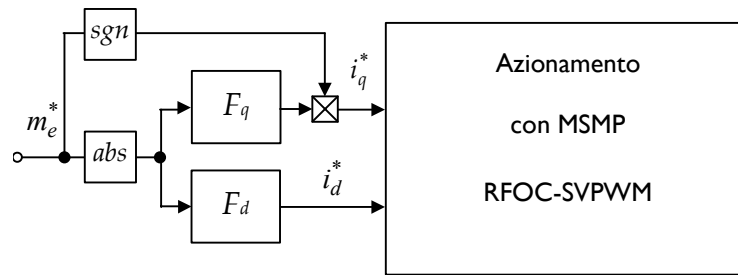 sgn
i_q^*
Azionamento
F_q
m_e^*
con MSMP
abs
i_d^*
RFOC-SVPWM
F_d